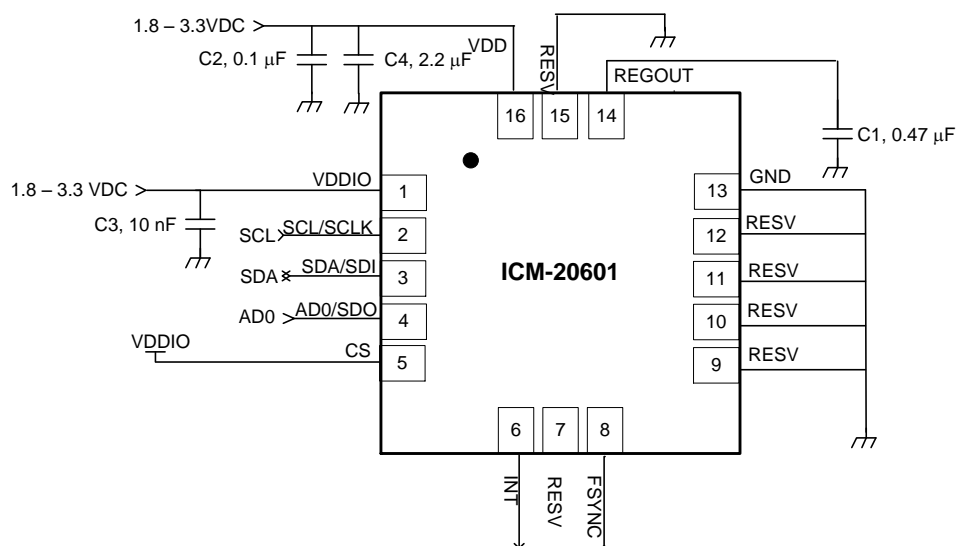 1.8 – 3.3VDC
VDD
C2, 0.1 μF
C4, 2.2 μF
RESV
REGOUT
16
15
14
C1, 0.47 μF
1.8 – 3.3 VDC
VDDIO
1
13
GND
C3, 10 nF
SCL
SCL/SCLK
2
12
RESV
SDA
SDA/SDI
3
ICM-20601
11
RESV
AD0
AD0/SDO
4
10
RESV
VDDIO
CS
5
9
RESV
6
7
8
INT
RESV
FSYNC